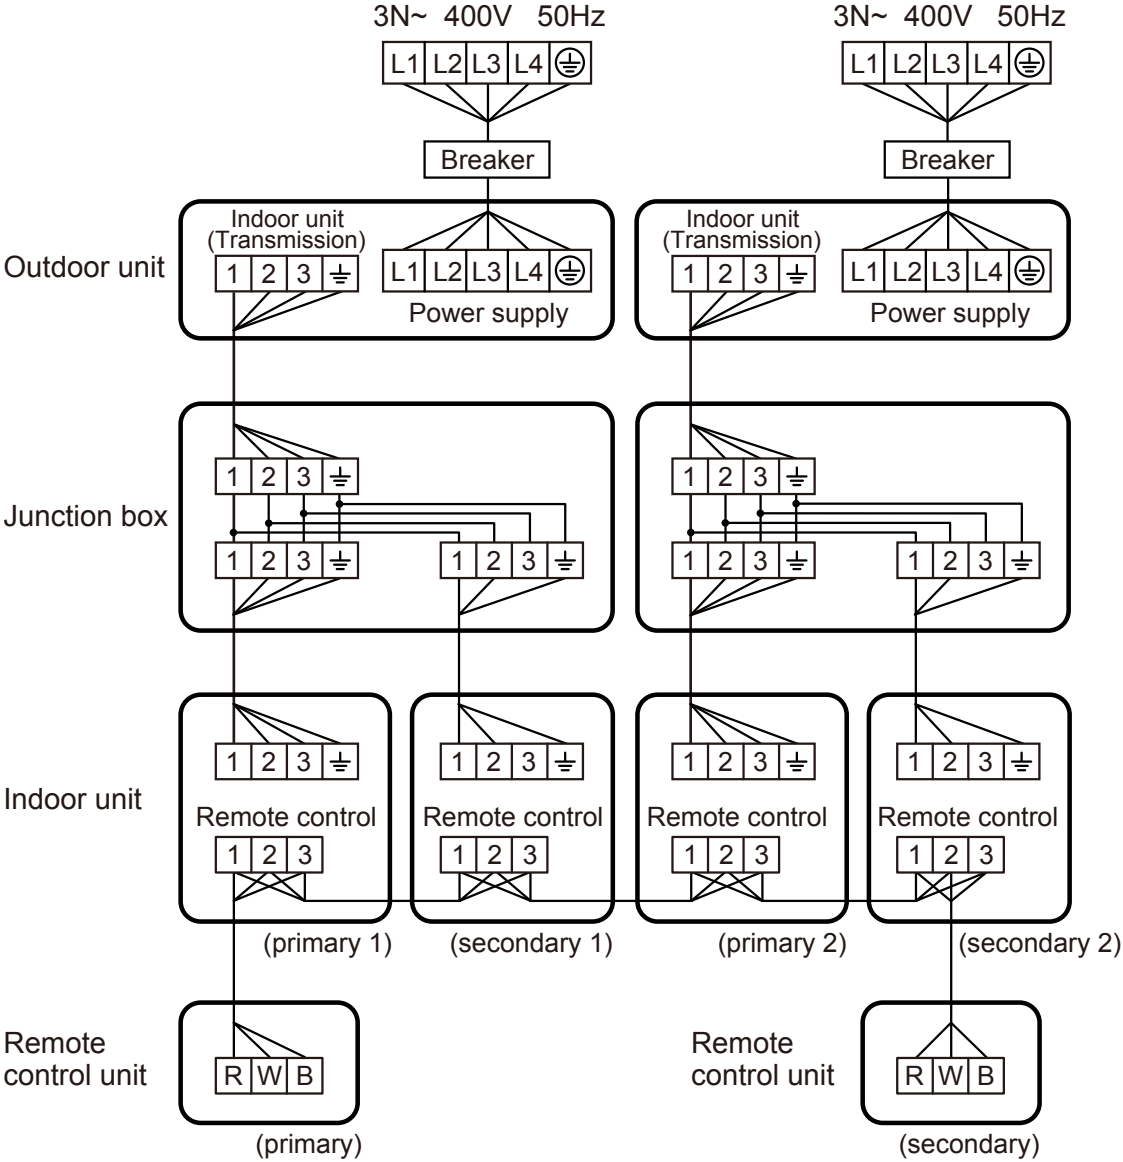 3N~ 400V 50Hz
3N~ 400V 50Hz
L1 L2 L3 L4
L1 L2 L3 L4
Breaker
Breaker
Outdoor unit
Indoor unit
(Transmission)
1 2 3
L1 L2 L3 L4
Power supply
Indoor unit
(Transmission)
1 2 3
L1 L2 L3 L4
Power supply
Junction box
1 2 3
1 2 3
1 2 3
1 2 3
1 2 3
1 2 3
Indoor unit
1 2 3
1 2 3
1 2 3
1 2 3
Remote control
Remote control
Remote control
Remote control
1 2 3
1 2 3
1 2 3
1 2 3
(primary 1)
(secondary 1)
(primary 2)
(secondary 2)
Remote
control unit
R W B
(primary)
Remote
control unit
R W B
(secondary)